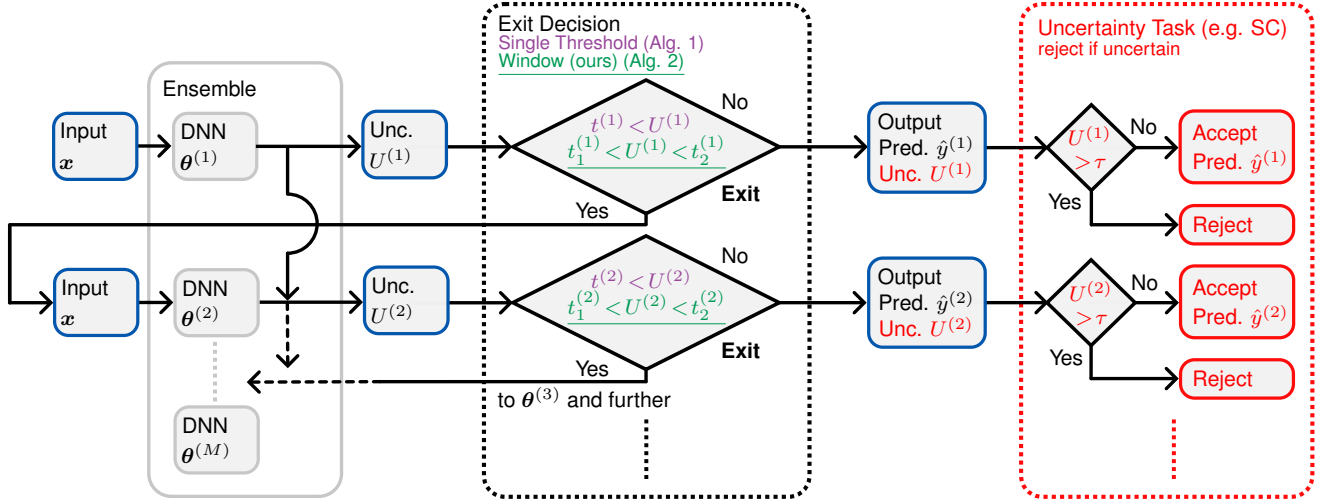 Exit Decision
Single Threshold (Alg. 1)
Window (ours) (Alg. 2)
Uncertainty Task (e.g. SC)
reject if uncertain
Ensemble
Input
x
DNN
θ^(1)
Unc.
U^(1)
t^(1) < U^(1)
t_1^(1) < U^(1) < t_2^(1)
No
Exit
Yes
Output
Pred. ŷ^(1)
Unc. U^(1)
U^(1)
> τ
No
Yes
Accept
Pred. ŷ^(1)
Reject
Input
x
DNN
θ^(2)
Unc.
U^(2)
t^(2) < U^(2)
t_1^(2) < U^(2) < t_2^(2)
No
Exit
Yes
Output
Pred. ŷ^(2)
Unc. U^(2)
U^(2)
> τ
No
Yes
Accept
Pred. ŷ^(2)
Reject
to θ^(3) and further
DNN
θ^(M)